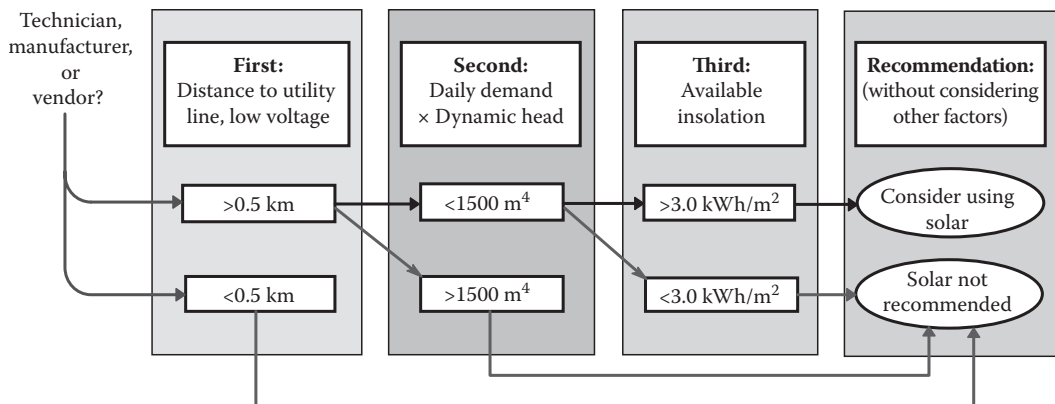 Technician,
manufacturer,
or
vendor?
First:
Distance to utility
line, low voltage
Second:
Daily demand
× Dynamic head
Third:
Available
insolation
Recommendation:
(without considering
other factors)
>0.5 km
<1500 m⁴
>3.0 kWh/m²
Consider using
solar
<0.5 km
>1500 m⁴
<3.0 kWh/m²
Solar not
recommended